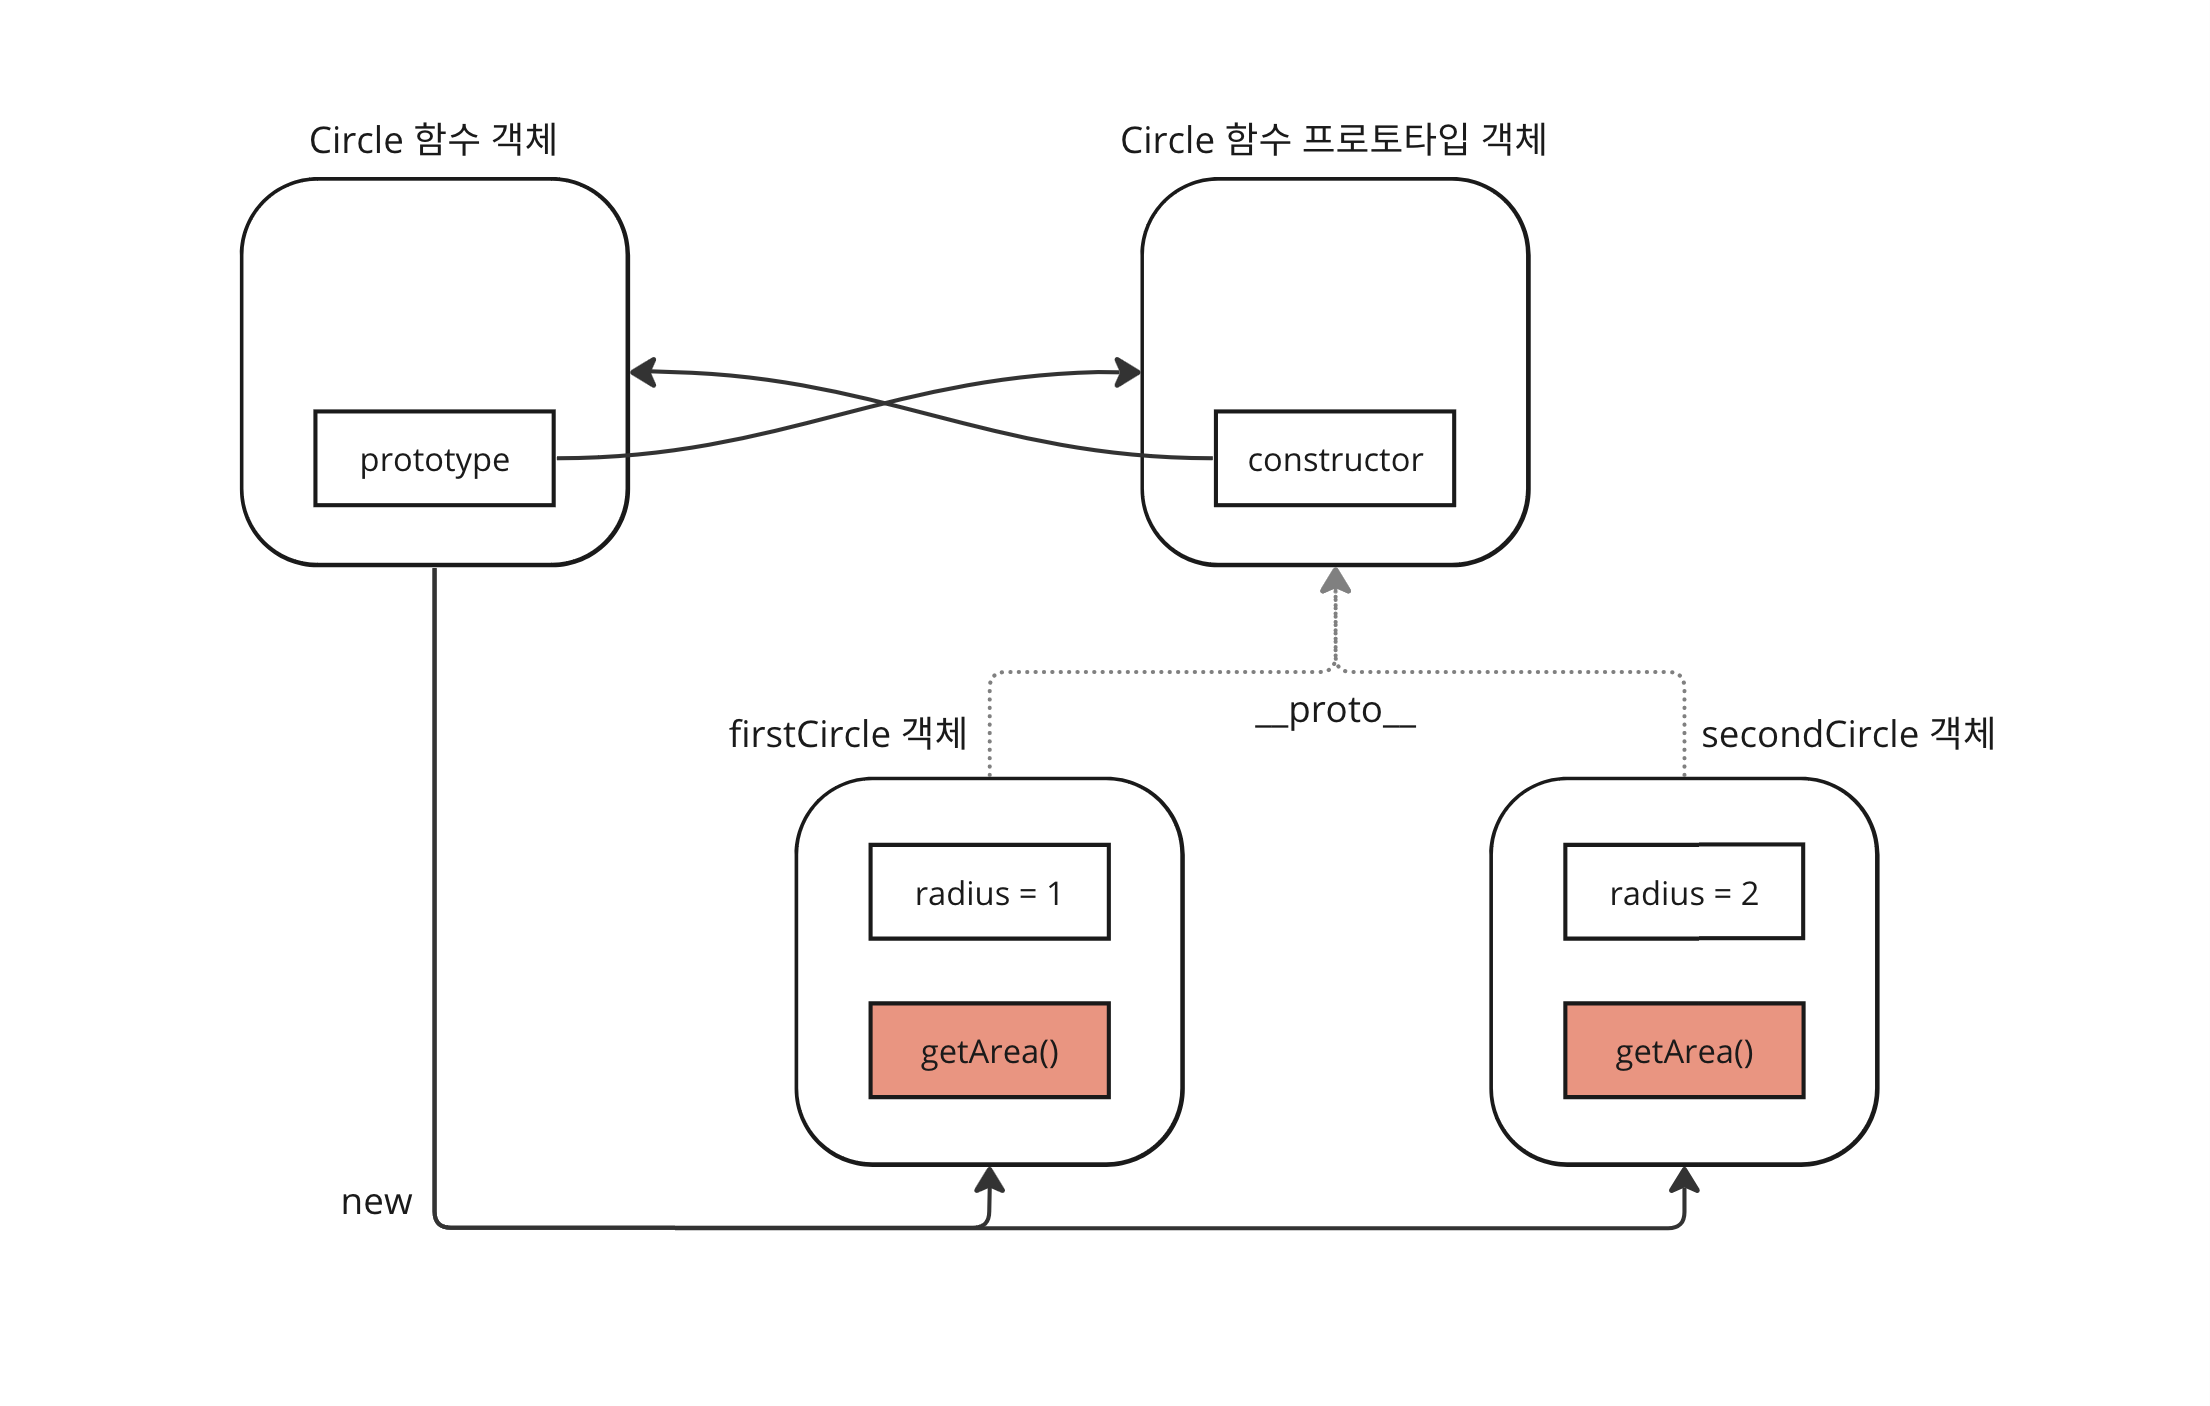 Circle 함수 객체
Circle 함수 프로토타입 객체
prototype
constructor
__proto__
firstCircle 객체
secondCircle 객체
radius = 1
radius = 2
getArea()
getArea()
new